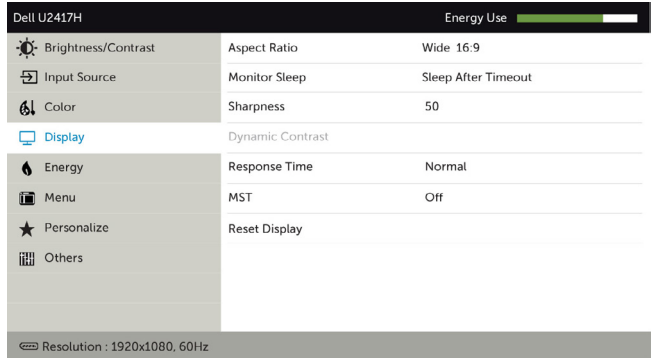 Dell U2417H Energy Use
Brightness/Contrast Aspect Ratio Wide 16:9
Input Source Monitor Sleep Sleep After Timeout
Color Sharpness 50
Display Dynamic Contrast
Energy Response Time Normal
Menu MST Off
Personalize Reset Display
Others
Resolution : 1920x1080, 60Hz